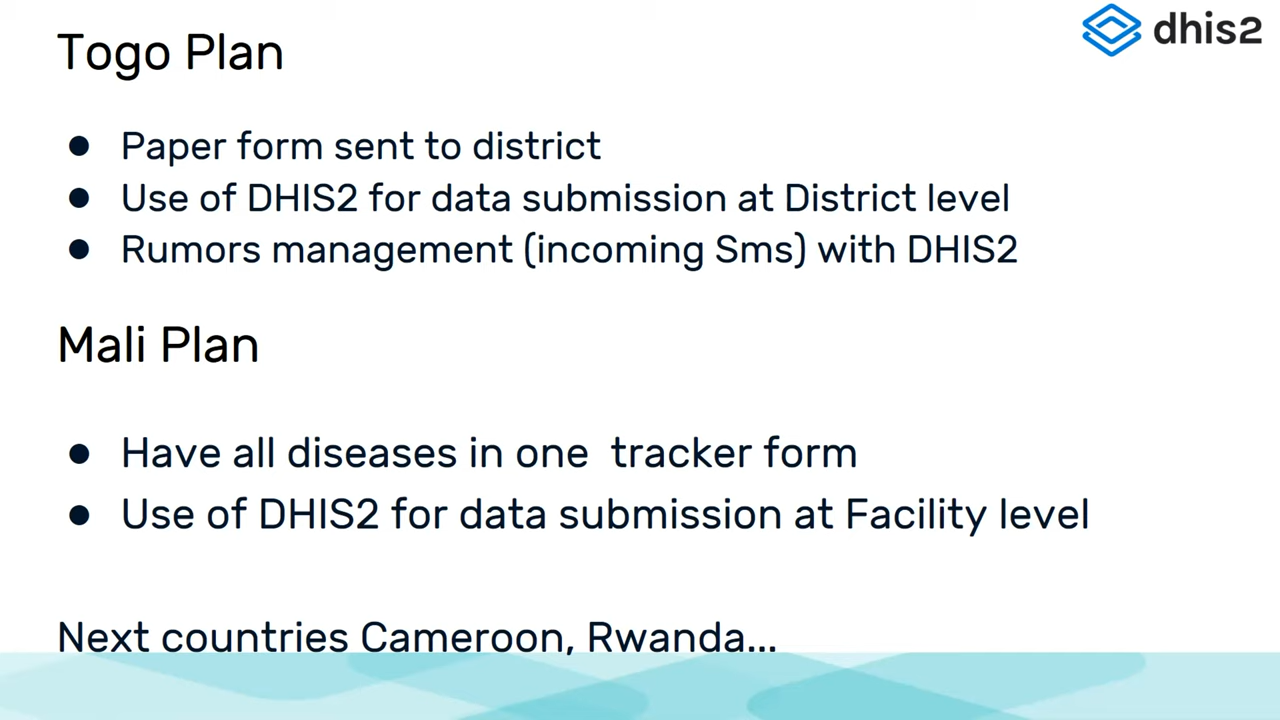 dhis2
Togo Plan
● Paper form sent to district
● Use of DHIS2 for data submission at District level
● Rumors management (incoming Sms) with DHIS2
Mali Plan
● Have all diseases in one  tracker form
● Use of DHIS2 for data submission at Facility level
Next countries Cameroon, Rwanda...